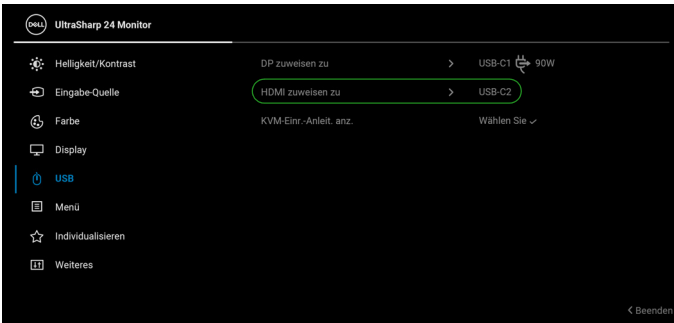 DELL UltraSharp 24 Monitor
Helligkeit/Kontrast DP zuweisen zu > USB-C1 90W
Eingabe-Quelle HDMI zuweisen zu > USB-C2
Farbe KVM-Einr.-Anleit. anz. Wählen Sie ✓
Display
USB
Menü
Individualisieren
Weiteres
< Beenden